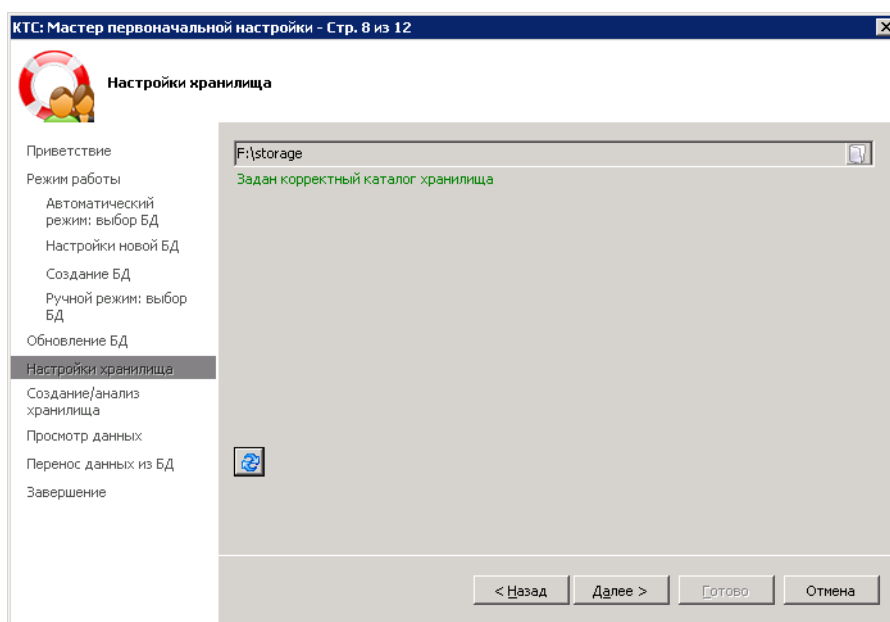 КТС: Мастер первоначальной настройки - Стр. 8 из 12
Настройки хранилища
Приветствие
Режим работы
Автоматический
режим: выбор БД
Настройки новой БД
Создание БД
Ручной режим: выбор
БД
Обновление БД
Настройки хранилища
Создание/анализ
хранилища
Просмотр данных
Перенос данных из БД
Завершение
F:\storage
Задан корректный каталог хранилища
< Назад
Далее >
Готово
Отмена